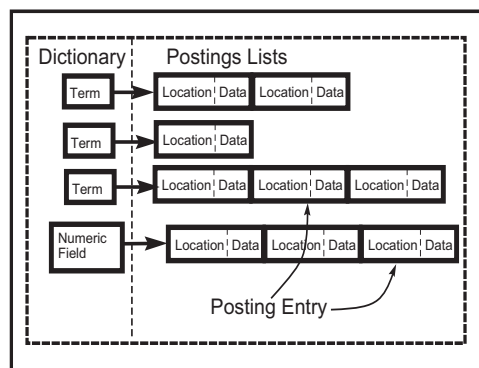 Dictionary Postings Lists
Term Location Data Location Data
Term Location Data
Term Location Data Location Data Location Data
Numeric
Field Location Data Location Data Location Data
Posting Entry